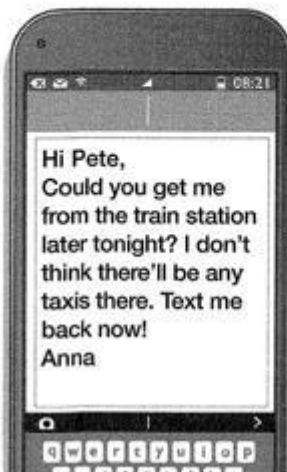 08:21
Hi Pete,
Could you get me
from the train station
later tonight? I don't
think there'll be any
taxis there. Text me
back now!
Anna
q w e r t y u i o p